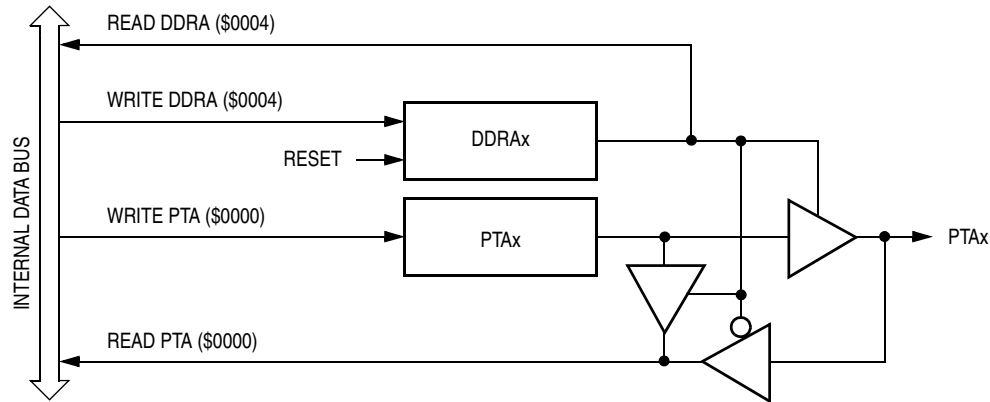 READ DDRA ($0004)
WRITE DDRA ($0004)
DDRAx
RESET
WRITE PTA ($0000)
PTAx
PTAx
READ PTA ($0000)
INTERNAL DATA BUS